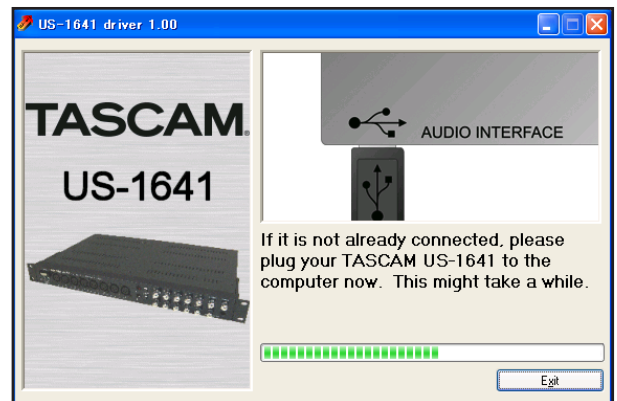 US-1641 driver 1.00
TASCAM.
US-1641
AUDIO INTERFACE
If it is not already connected, please
plug your TASCAM US-1641 to the
computer now.  This might take a while.
Exit